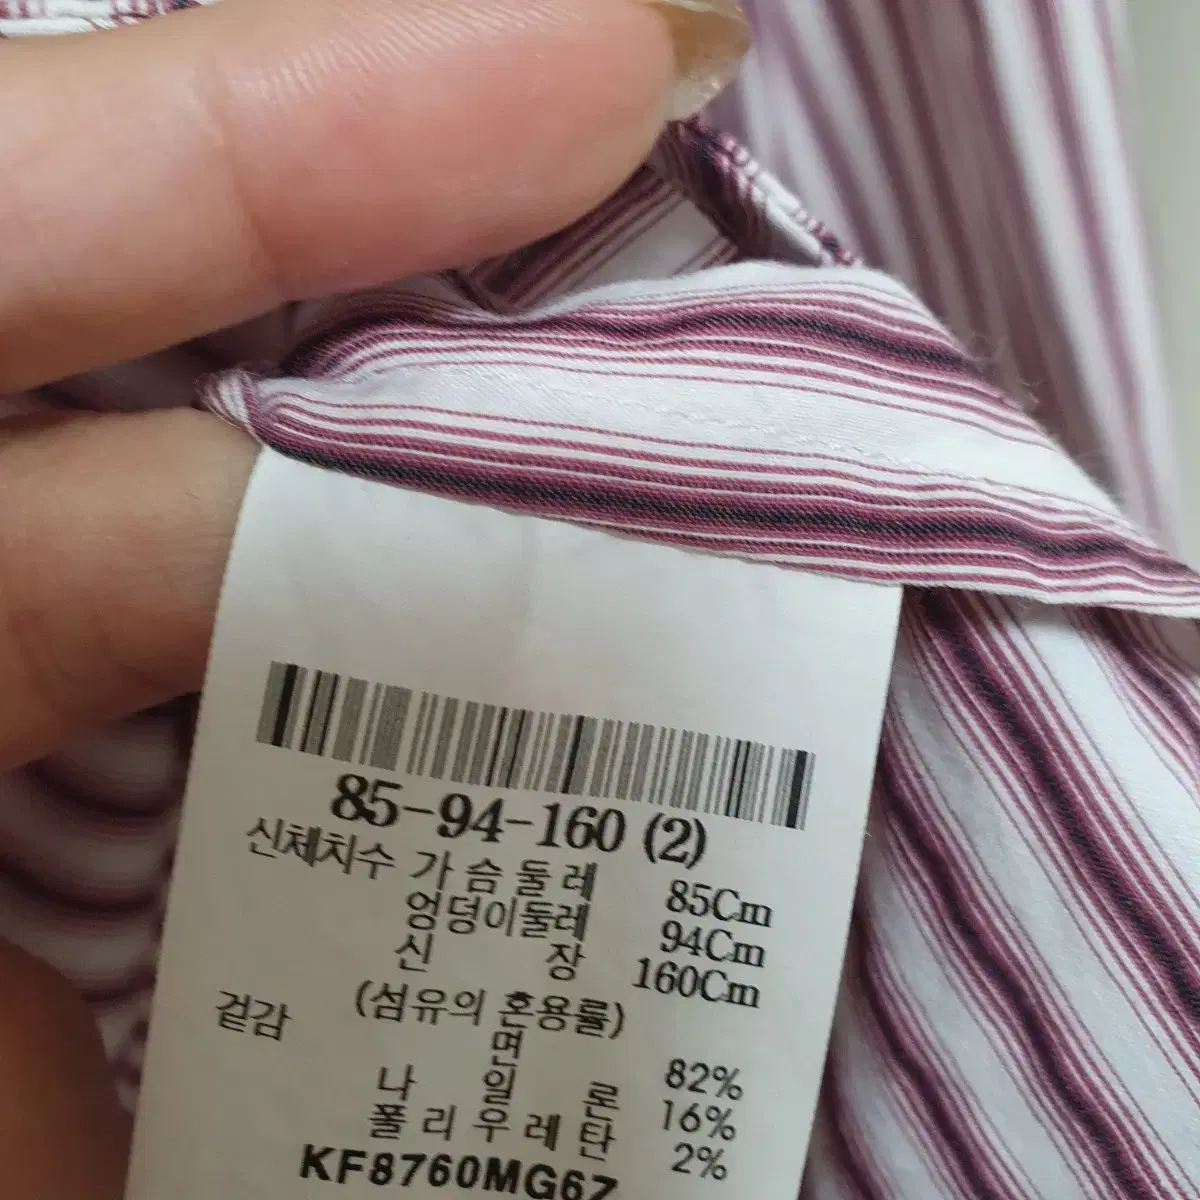 85-94-160 (2)
신체치수 가슴둘레 85Cm
엉덩이둘레 94Cm
신 장 160Cm
(섬유의 혼용률)
겉감
면 82%
나 일 론 16%
폴 리 우 레 탄 2%
KF8760MG6Z